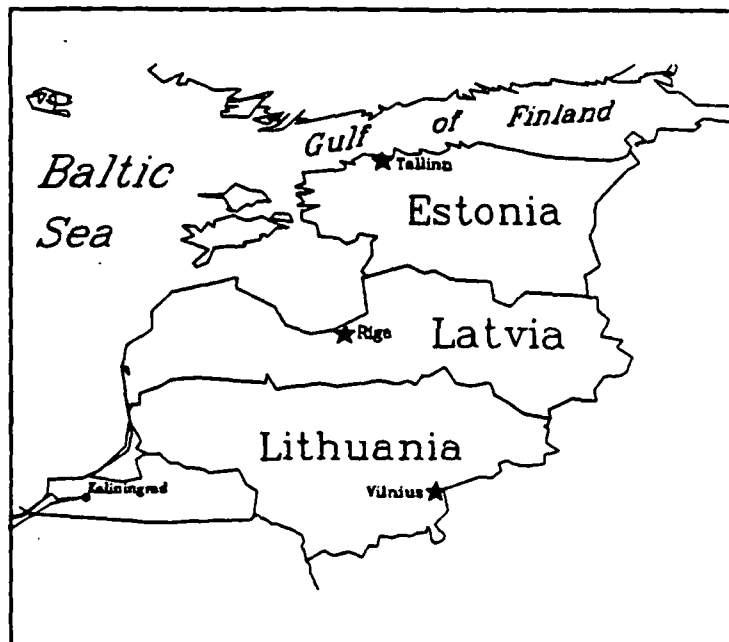 Gulf of Finland
Tallinn
Baltic
Sea
Estonia
Riga
Latvia
Lithuania
Kaliningrad
Vilnius